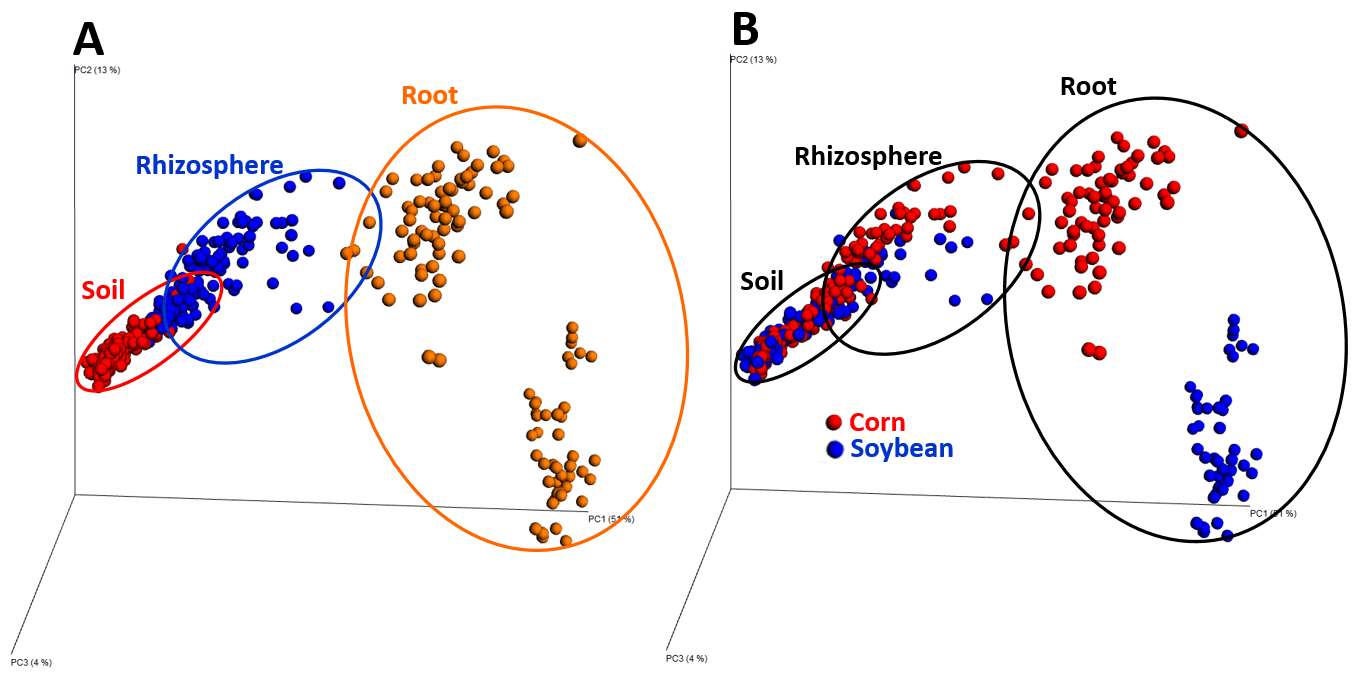 A
PC2 (13 %)
Root
Rhizosphere
Soil
PC1 (51 %)
PC3 (4 %)
B
PC2 (13 %)
Root
Rhizosphere
Soil
Corn
Soybean
PC1 (51 %)
PC3 (4 %)